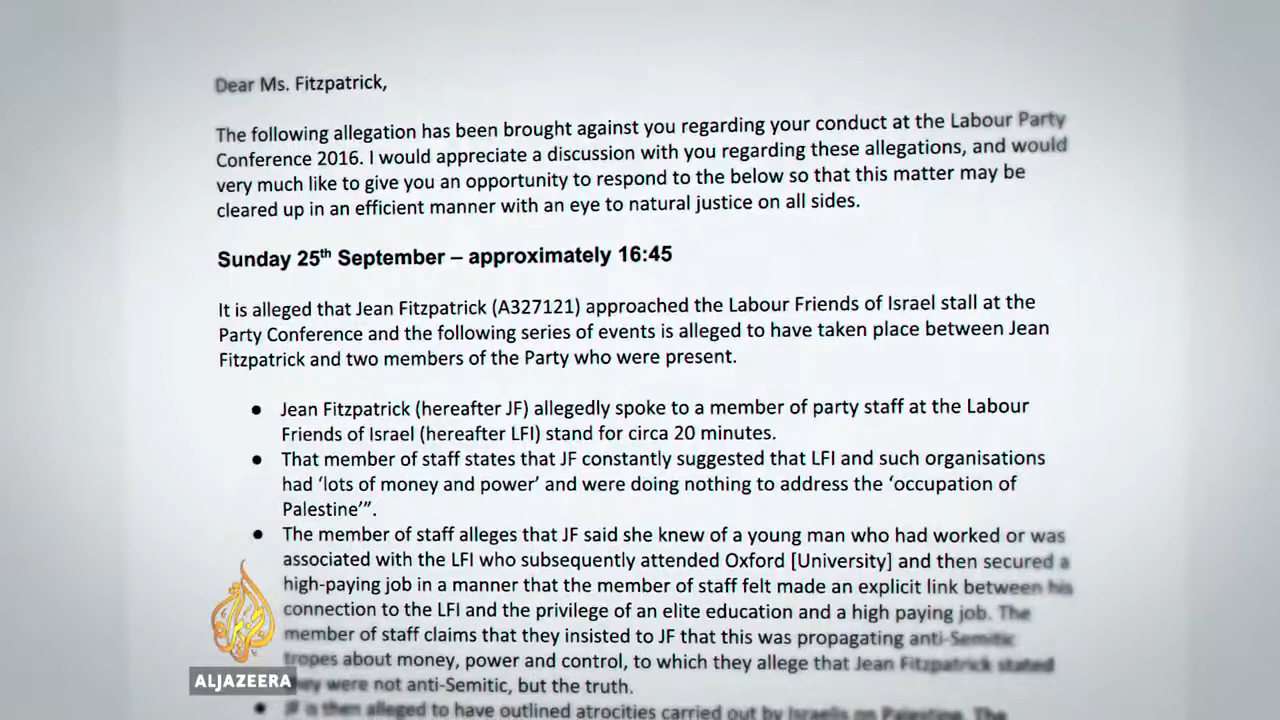 Dear Ms. Fitzpatrick,
The following allegation has been brought against you regarding your conduct at the Labour Party
Conference 2016. I would appreciate a discussion with you regarding these allegations, and would
very much like to give you an opportunity to respond to the below so that this matter may be
cleared up in an efficient manner with an eye to natural justice on all sides.
Sunday 25th September – approximately 16:45
It is alleged that Jean Fitzpatrick (A327121) approached the Labour Friends of Israel stall at the
Party Conference and the following series of events is alleged to have taken place between Jean
Fitzpatrick and two members of the Party who were present.
● Jean Fitzpatrick (hereafter JF) allegedly spoke to a member of party staff at the Labour
Friends of Israel (hereafter LFI) stand for circa 20 minutes.
● That member of staff states that JF constantly suggested that LFI and such organisations
had ‘lots of money and power’ and were doing nothing to address the ‘occupation of
Palestine’”.
● The member of staff alleges that JF said she knew of a young man who had worked or was
associated with the LFI who subsequently attended Oxford [University] and then secured a
high-paying job in a manner that the member of staff felt made an explicit link between his
connection to the LFI and the privilege of an elite education and a high paying job. The
member of staff claims that they insisted to JF that this was propagating anti-Semitic
tropes about money, power and control, to which they allege that Jean Fitzpatrick stated
they were not anti-Semitic, but the truth.
● JF is then alleged to have outlined atrocities carried out by Israelis on Palestine. The
الجزيرة
ALJAZEERA